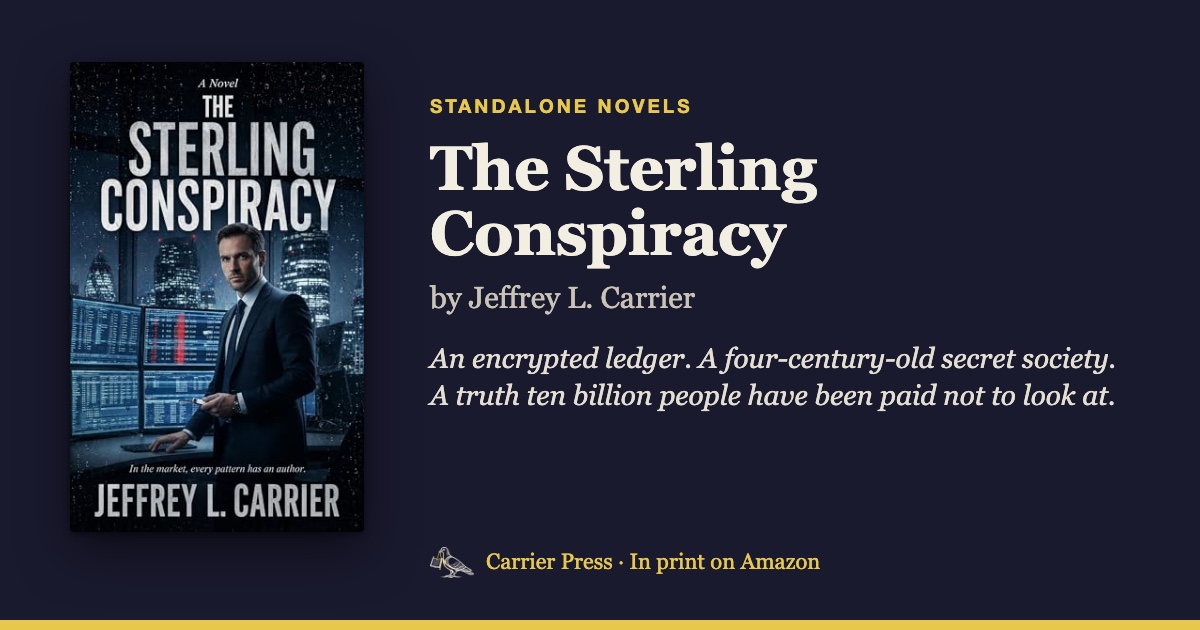 A Novel
THE
STERLING
CONSPIRACY
In the market, every pattern has an author.
JEFFREY L. CARRIER
STANDALONE NOVELS
The Sterling
Conspiracy
by Jeffrey L. Carrier
An encrypted ledger. A four-century-old secret society.
A truth ten billion people have been paid not to look at.
Carrier Press · In print on Amazon